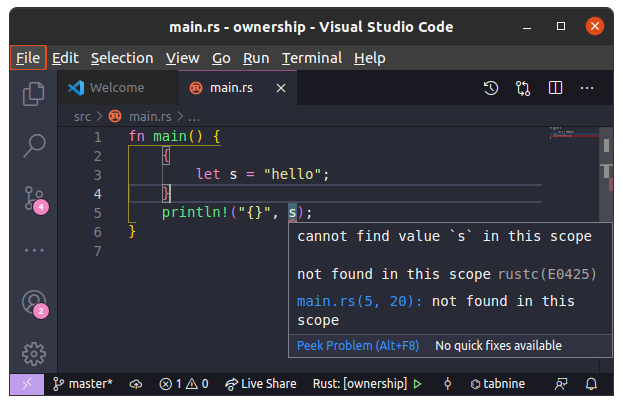 main.rs - ownership - Visual Studio Code
File Edit Selection View Go Run Terminal Help
Welcome main.rs
src > main.rs > ...
1 fn main() {
2 {
3 let s = "hello";
4 }
5 println!("{}", s);
6 }
7
cannot find value `s` in this scope
not found in this scope rustc(E0425)
main.rs(5, 20): not found in this
scope
Peek Problem (Alt+F8) No quick fixes available
4
2
master* 1 0 Live Share Rust: [ownership] tabnine